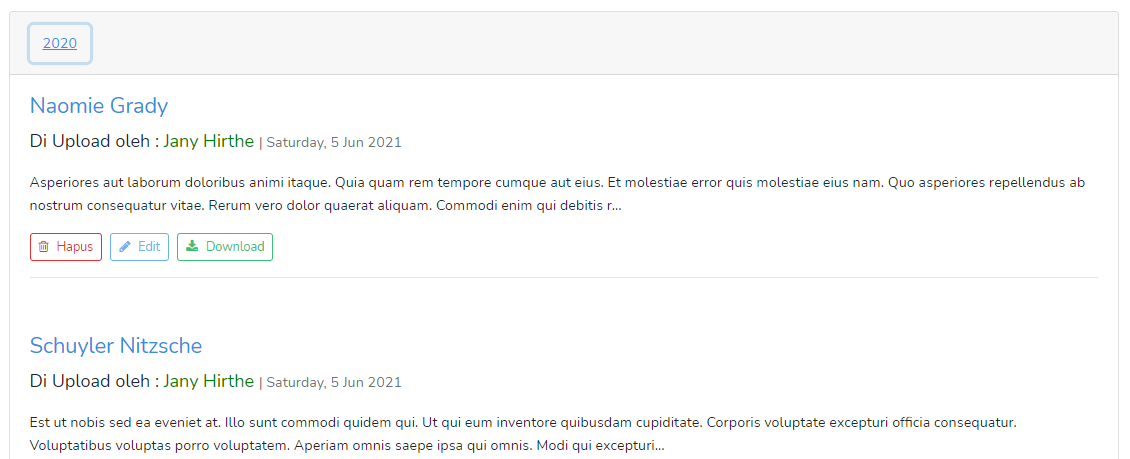 2020
Naomie Grady
Di Upload oleh : Jany Hirthe | Saturday, 5 Jun 2021
Asperiores aut laborum doloribus animi itaque. Quia quam rem tempore cumque aut eius. Et molestiae error quis molestiae eius nam. Quo asperiores repellendus ab
nostrum consequatur vitae. Rerum vero dolor quaerat aliquam. Commodi enim qui debitis r...
Hapus Edit Download
Schuyler Nitzsche
Di Upload oleh : Jany Hirthe | Saturday, 5 Jun 2021
Est ut nobis sed ea eveniet at. Illo sunt commodi quidem qui. Ut qui eum inventore quibusdam cupiditate. Corporis voluptate excepturi officia consequatur.
Voluptatibus voluptas porro voluptatem. Aperiam omnis saepe ipsa qui omnis. Modi qui excepturi...